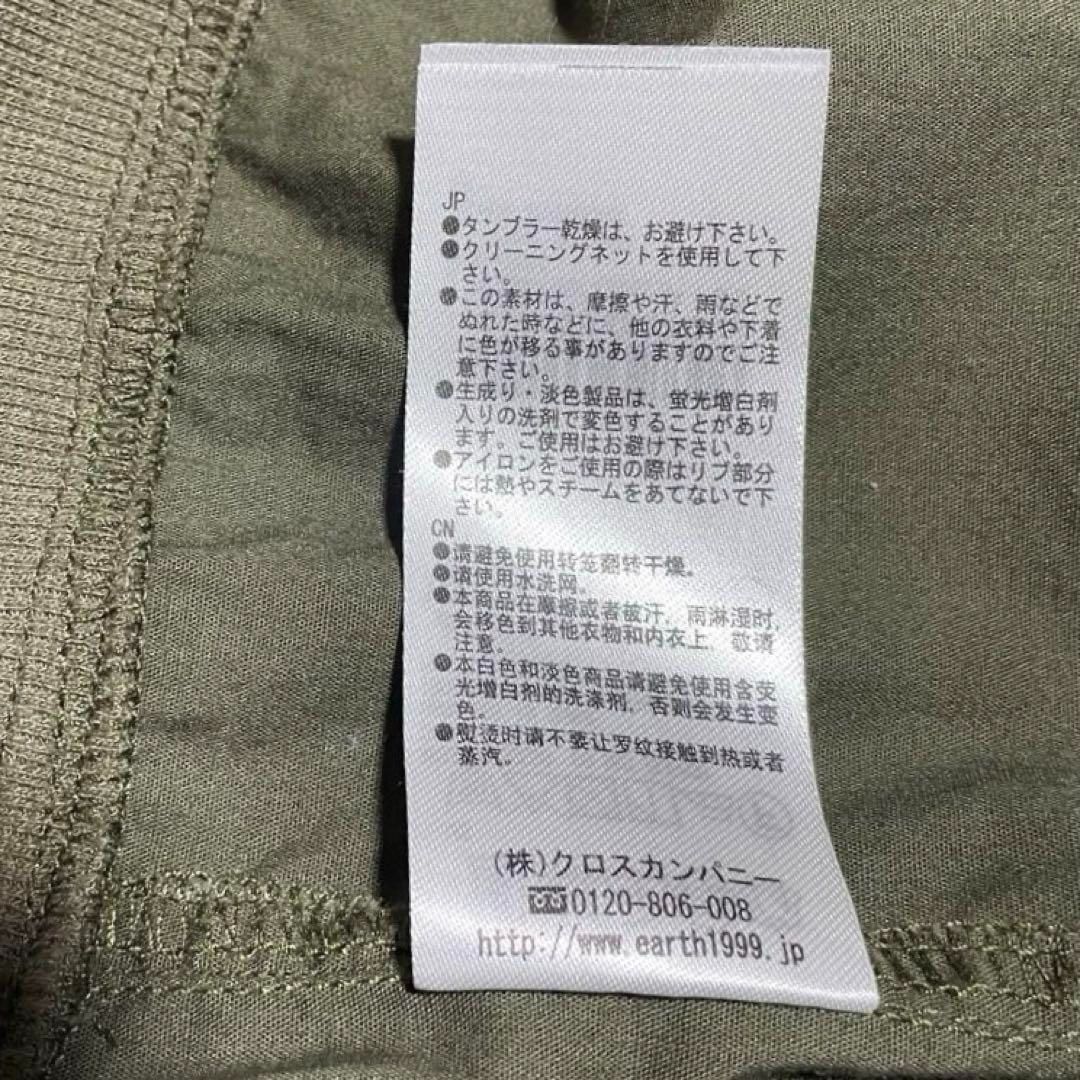 JP
●タンブラー乾燥は、お避け下さい。
●クリーニングネットを使用して下
さい。
●この素材は、摩擦や汗、雨などで
ぬれた時などに、他の衣料や下着
に色が移る事がありますのでご注
意下さい。
●生成り・淡色製品は、蛍光増白剤
入りの洗剤で変色することがあり
ます。ご使用はお避け下さい。
●アイロンをご使用の際はリブ部分
には熱やスチームをあてないで下
さい。
CN
●请避免使用转笼翻转干燥.
●请使用水洗网.
●本商品在摩擦或者被汗, 雨淋湿时,
会移色到其他衣物和内衣上, 敬请
注意.
●本白色和淡色商品请避免使用含荧
光增白剂的洗涤剂, 否则会发生变
色.
●熨烫时请不要让罗纹接触到热或者
蒸汽.
(株)クロスカンパニー
0120-806-008
http://www.earth1999.jp